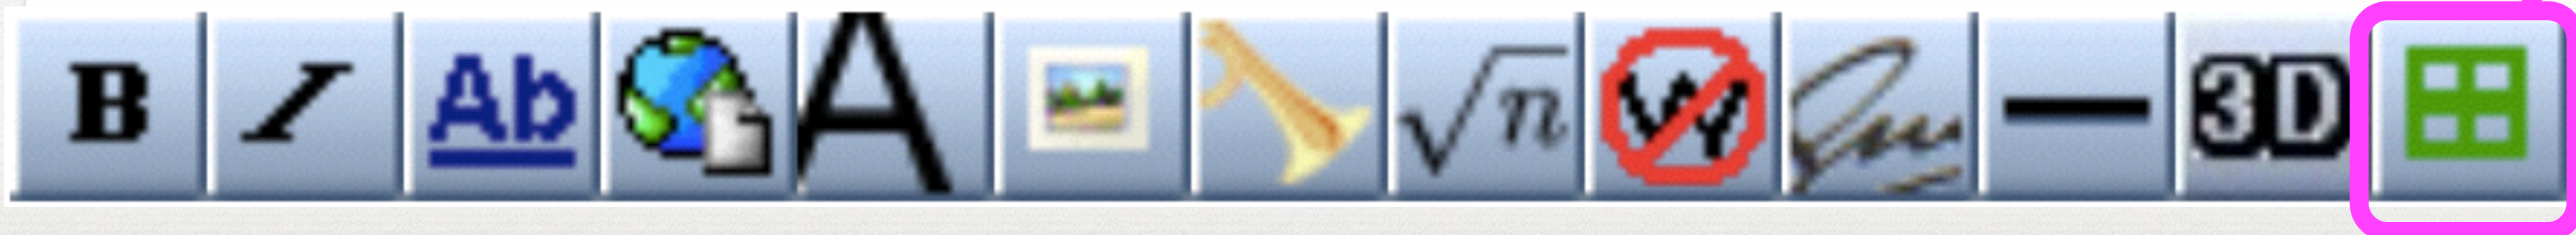 B I Ab A √n W 3D